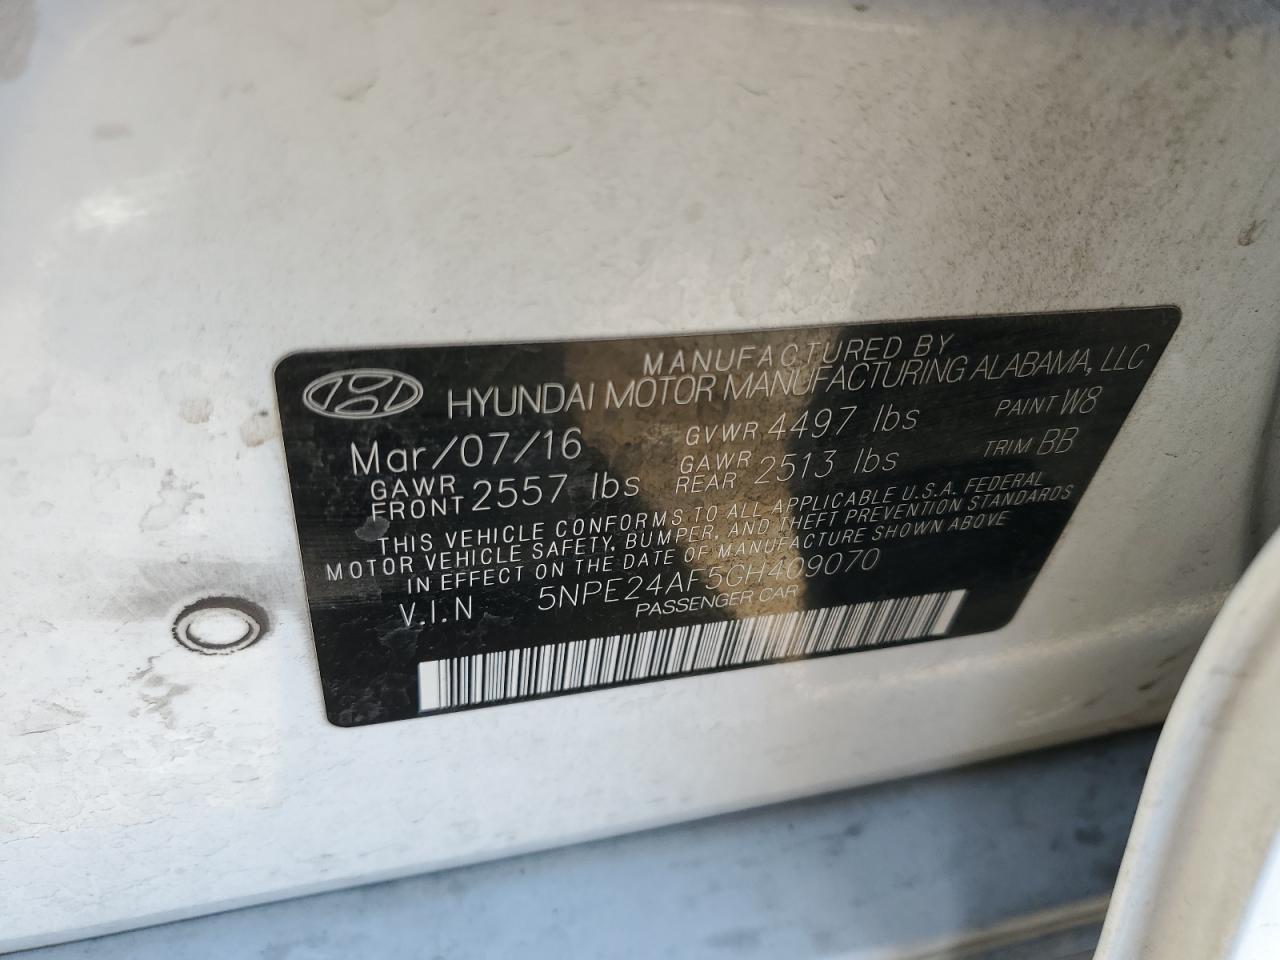 MANUFACTURED BY
HYUNDAI MOTOR MANUFACTURING ALABAMA, LLC
Mar/07/16 GVWR 4497 lbs PAINT W8
GAWR FRONT 2557 lbs GAWR REAR 2513 lbs TRIM BB
THIS VEHICLE CONFORMS TO ALL APPLICABLE U.S.A. FEDERAL
MOTOR VEHICLE SAFETY, BUMPER, AND THEFT PREVENTION STANDARDS
IN EFFECT ON THE DATE OF MANUFACTURE SHOWN ABOVE
V.I.N 5NPE24AF5GH409070
PASSENGER CAR